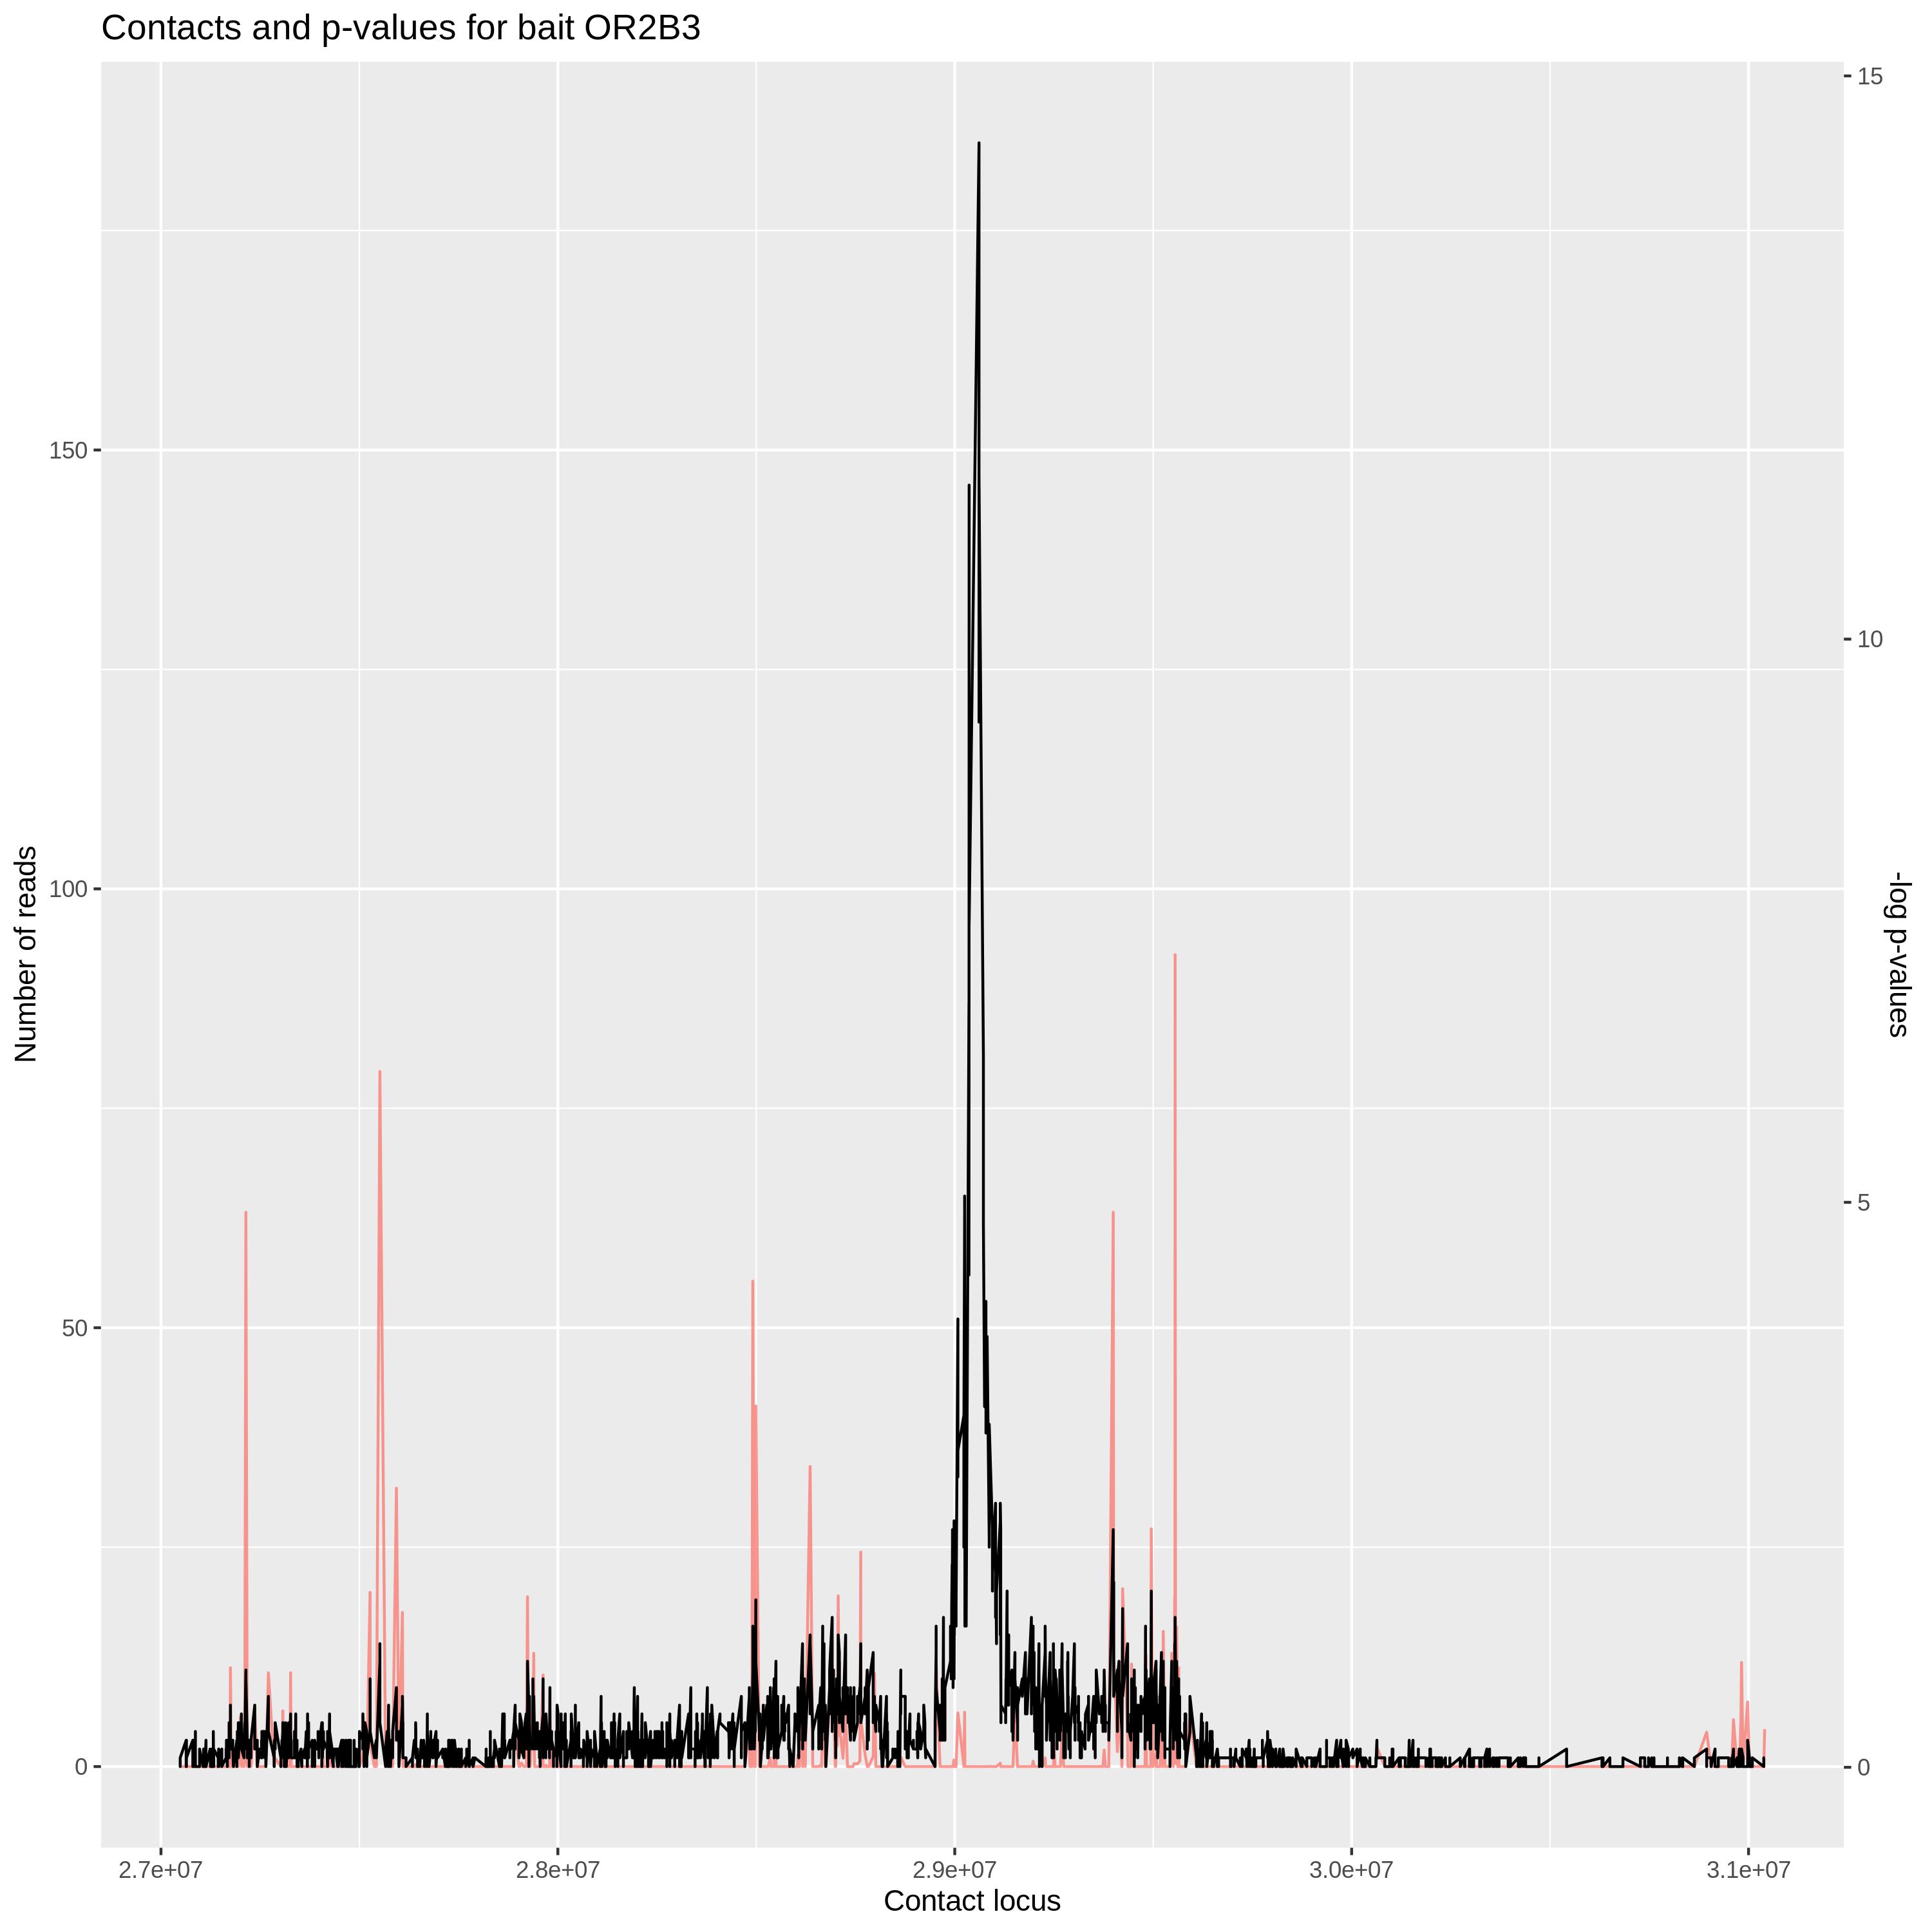 Contacts and p-values for bait OR2B3
Number of reads
150
100
50
0
15
10
5
0
-log p-values
2.7e+07 2.8e+07 2.9e+07 3.0e+07 3.1e+07
Contact locus